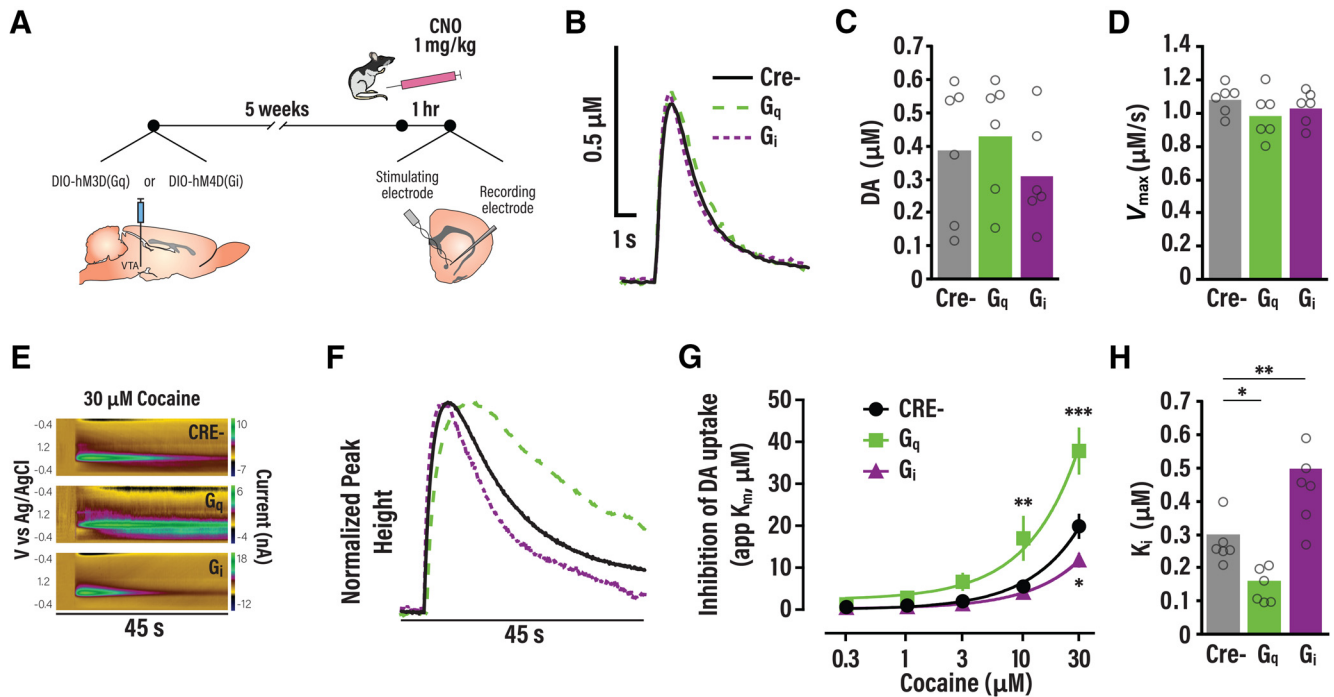 A
CNO
1 mg/kg
5 weeks
1 hr
DIO-hM3D(Gq) or DIO-hM4D(Gi)
VTA
Stimulating
electrode
Recording
electrode
B
0.5 μM
1 s
Cre-
Gq
Gi
C
DA (μM)
0.7
0.6
0.5
0.4
0.3
0.2
0.1
0
Cre- Gq Gi
D
Vmax (μM/s)
1.4
1.2
1.0
0.8
0.6
0.4
0.2
0
Cre- Gq Gi
E
30 μM Cocaine
V vs Ag/AgCl
-0.4
1.2
-0.4
CRE-
10
-7
-0.4
1.2
-0.4
Gq
6
-4
-0.4
1.2
-0.4
Gi
18
-12
Current (nA)
45 s
F
Normalized Peak
Height
45 s
G
Inhibition of DA uptake
(app Km, μM)
50
40
30
20
10
0
CRE-
Gq
Gi
**
***
*
0.3 1 3 10 30
Cocaine (μM)
H
**
*
Ki (μM)
0.7
0.6
0.5
0.4
0.3
0.2
0.1
0
Cre- Gq Gi